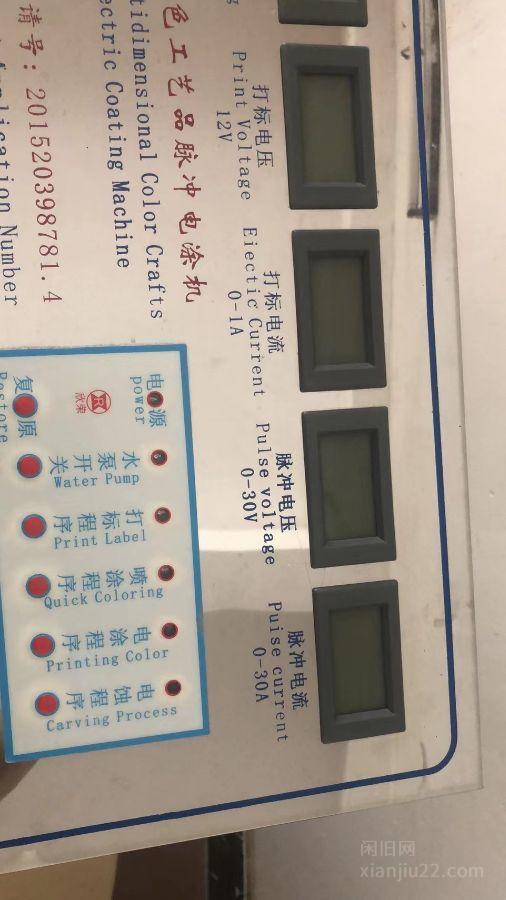 打标电压
Print Voltage
12V
打标电流
Eiectic Current
0-1A
脉冲电压
Pulse voltage
0-30V
脉冲电流
Puise current
0-30A
色工艺品脉冲电涂机
tidimensional Color Crafts
ectric Coating Machine
请号：201520398781.4
pplication Number
电源
power
欣荣
复原
Restore
水泵
开关
Water Pump
打标
程序
Print Label
喷涂
程序
Quick Coloring
电涂
程序
Printing Color
电蚀
程序
Carving Process
闲旧网
xianjiu22.com